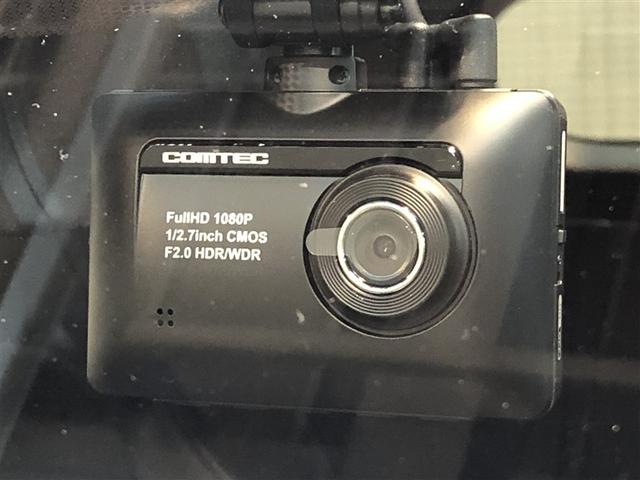 COMTEC
FullHD 1080P
1/2.7inch CMOS
F2.0 HDR/WDR